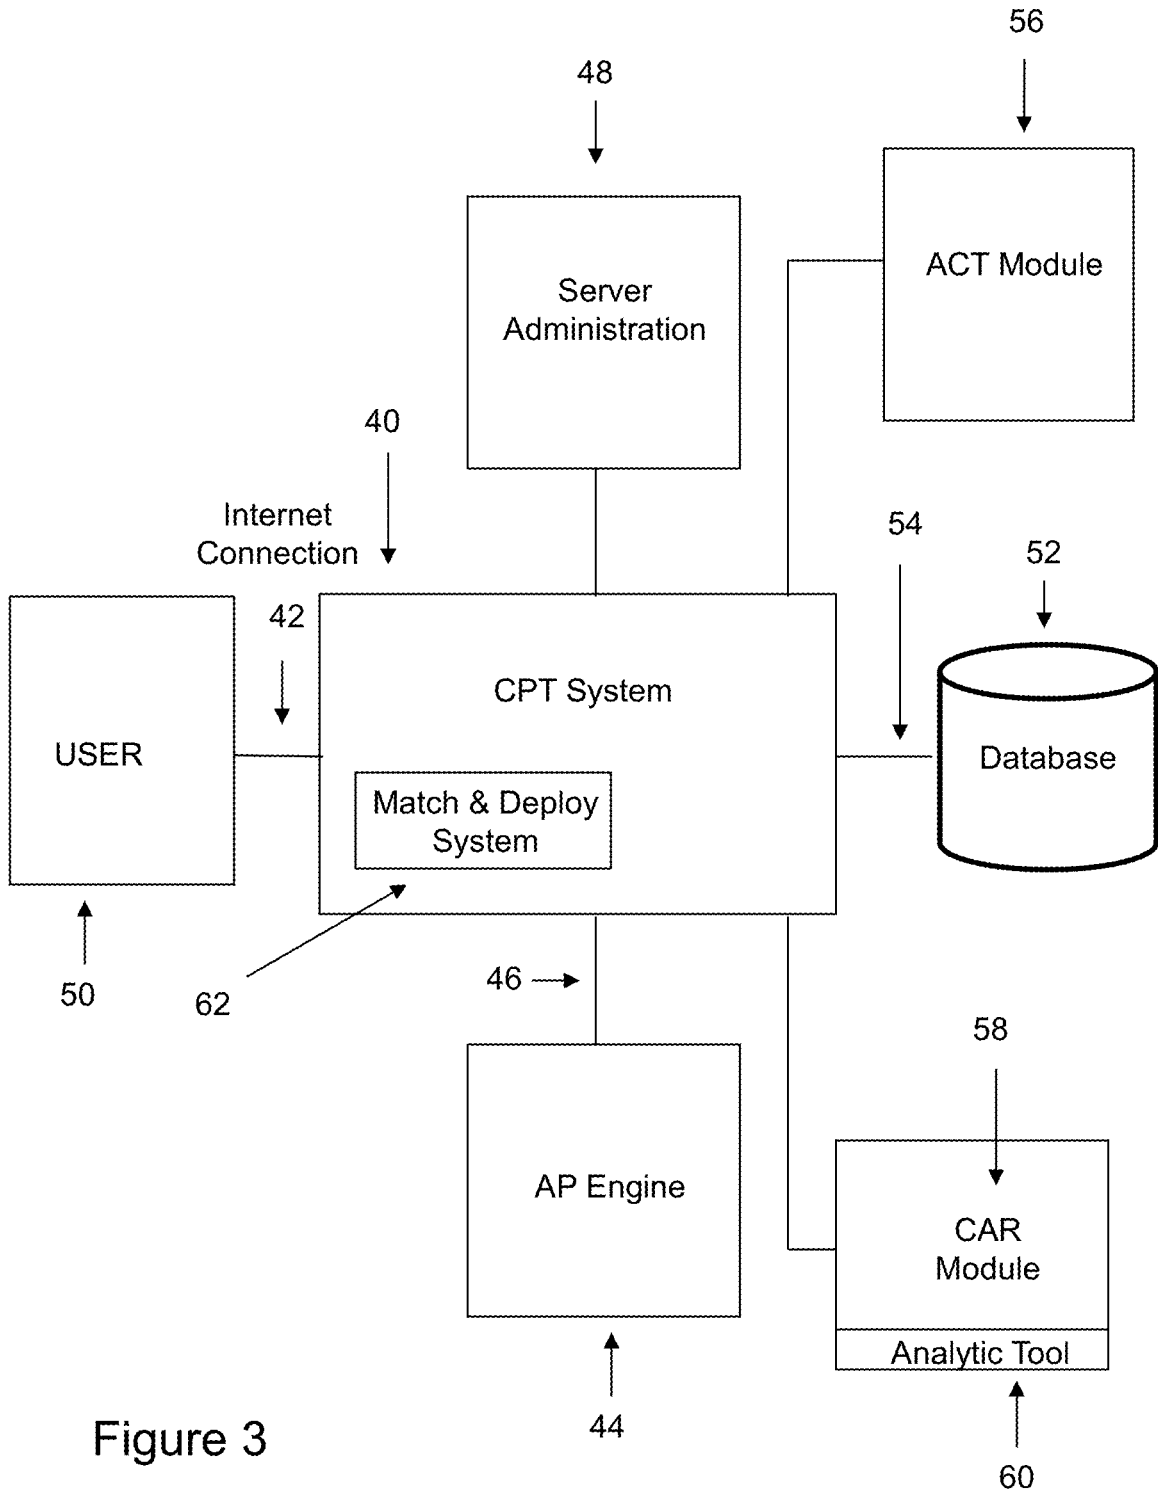 56
48
ACT Module
Server
Administration
40
Internet
Connection
54
52
42
CPT System
USER
Database
Match & Deploy
System
46
50
62
58
AP Engine
CAR
Module
Analytic Tool
44
60
Figure 3